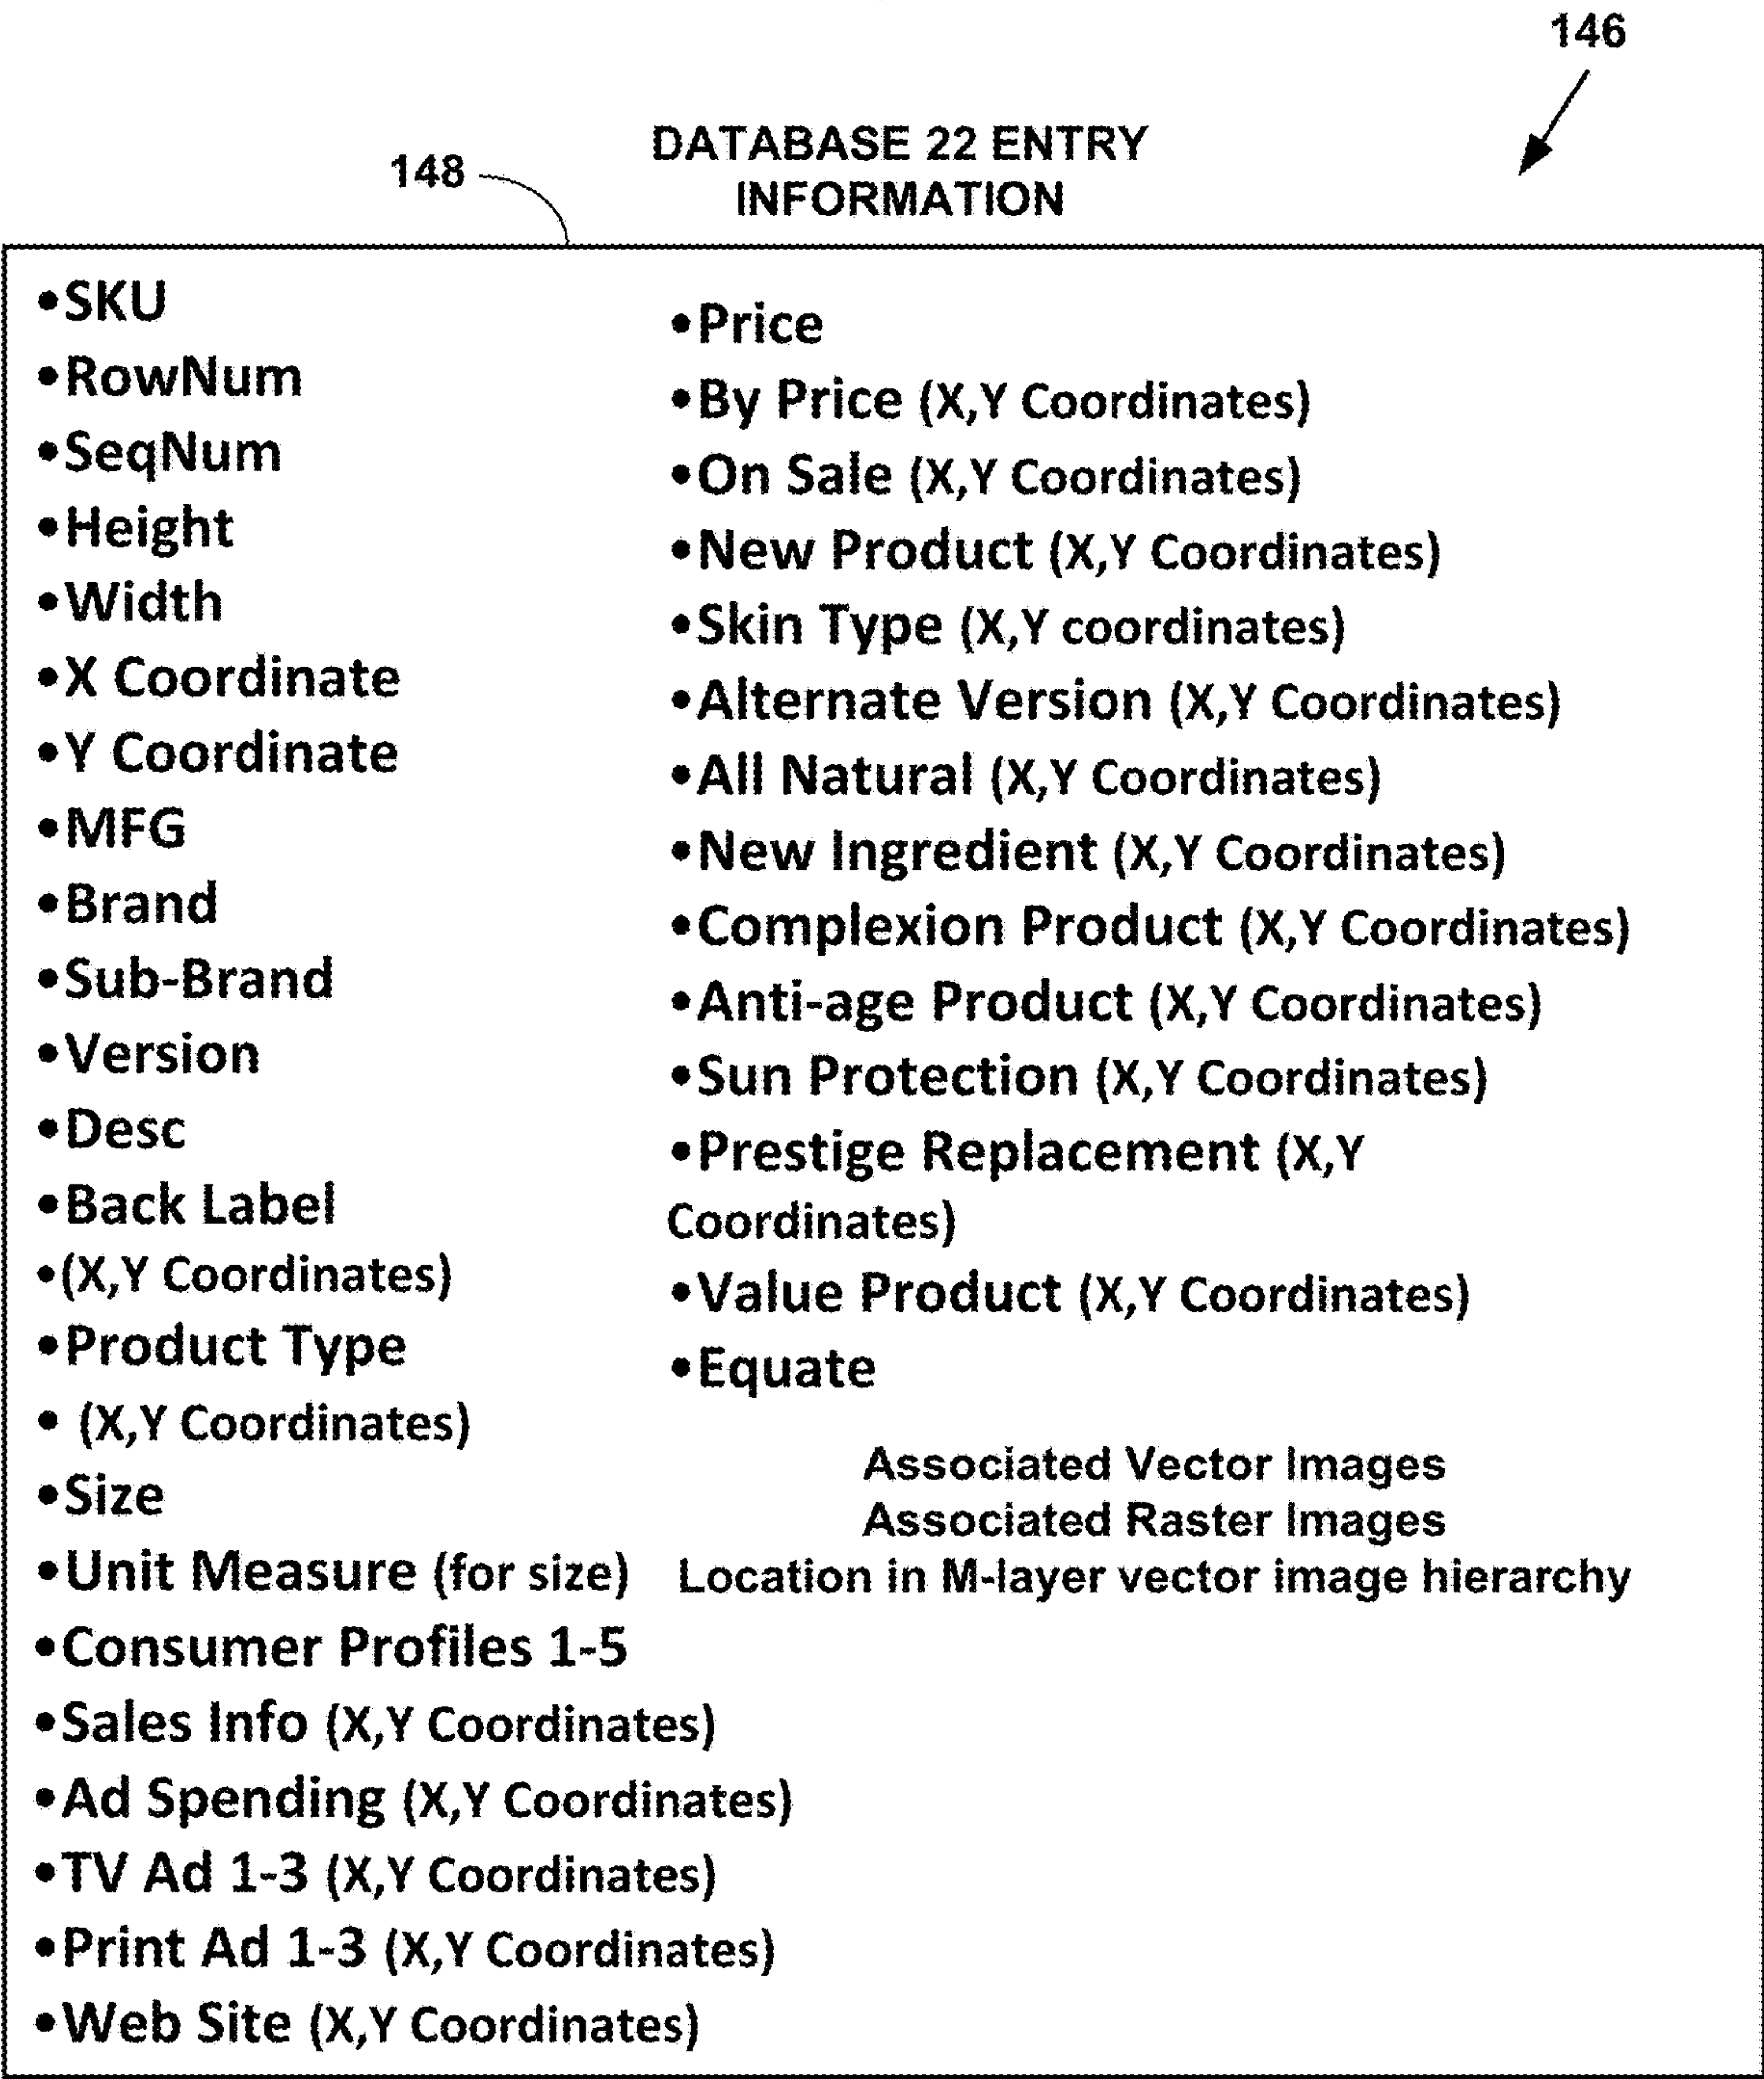 146
DATABASE 22 ENTRY
INFORMATION
148
•SKU
•RowNum
•SeqNum
•Height
•Width
•X Coordinate
•Y Coordinate
•MFG
•Brand
•Sub-Brand
•Version
•Desc
•Back Label
•(X,Y Coordinates)
•Product Type
• (X,Y Coordinates)
•Size
•Unit Measure (for size)
•Consumer Profiles 1-5
•Sales Info (X,Y Coordinates)
•Ad Spending (X,Y Coordinates)
•TV Ad 1-3 (X,Y Coordinates)
•Print Ad 1-3 (X,Y Coordinates)
•Web Site (X,Y Coordinates)
•Price
•By Price (X,Y Coordinates)
•On Sale (X,Y Coordinates)
•New Product (X,Y Coordinates)
•Skin Type (X,Y coordinates)
•Alternate Version (X,Y Coordinates)
•All Natural (X,Y Coordinates)
•New Ingredient (X,Y Coordinates)
•Complexion Product (X,Y Coordinates)
•Anti-age Product (X,Y Coordinates)
•Sun Protection (X,Y Coordinates)
•Prestige Replacement (X,Y
Coordinates)
•Value Product (X,Y Coordinates)
•Equate
Associated Vector Images
Associated Raster Images
Location in M-layer vector image hierarchy